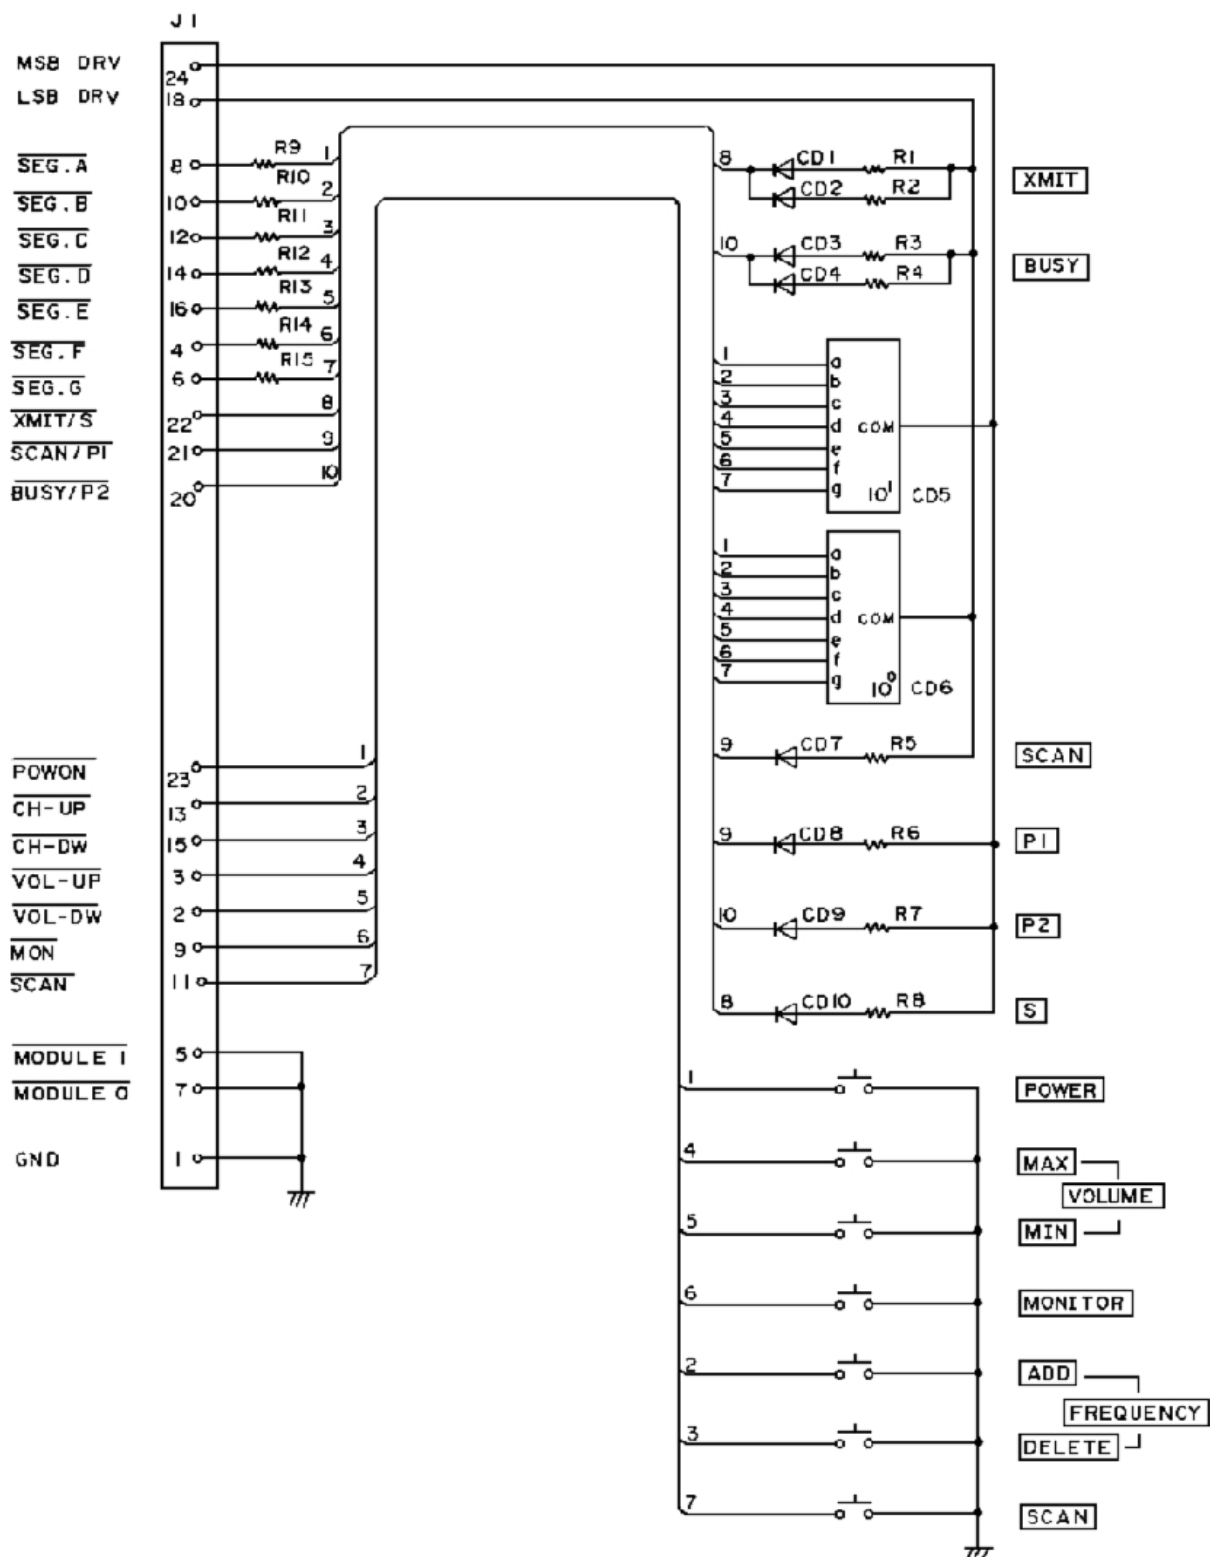 J1
MSB DRV 24
LSB DRV 18
SEG.A 8 R9 1
SEG.B 10 R10 2
SEG.C 12 R11 3
SEG.D 14 R12 4
SEG.E 16 R13 5
SEG.F 4 R14 6
SEG.G 6 R15 7
XMIT/S 22 8
SCAN/P1 21 9
BUSY/P2 20 10
POWON 23 1
CH-UP 13 2
CH-DW 15 3
VOL-UP 3 4
VOL-DW 2 5
MON 9 6
SCAN 11 7
MODULE 1 5
MODULE 0 7
GND 1
8 CD1 R1 XMIT
CD2 R2
10 CD3 R3 BUSY
CD4 R4
1 a
2 b
3 c
4 d COM
5 e
6 f
7 g 10¹ CD5
1 a
2 b
3 c
4 d COM
5 e
6 f
7 g 10⁰ CD6
9 CD7 R5 SCAN
9 CD8 R6 P1
10 CD9 R7 P2
8 CD10 R8 S
1 POWER
4 MAX
VOLUME
5 MIN
6 MONITOR
2 ADD
FREQUENCY
3 DELETE
7 SCAN